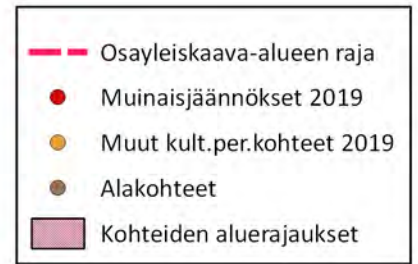 Osayleiskaava-alueen raja
Muinaisjäännökset 2019
Muut kult.per.kohteet 2019
Alakohteet
Kohteiden aluerajaukset